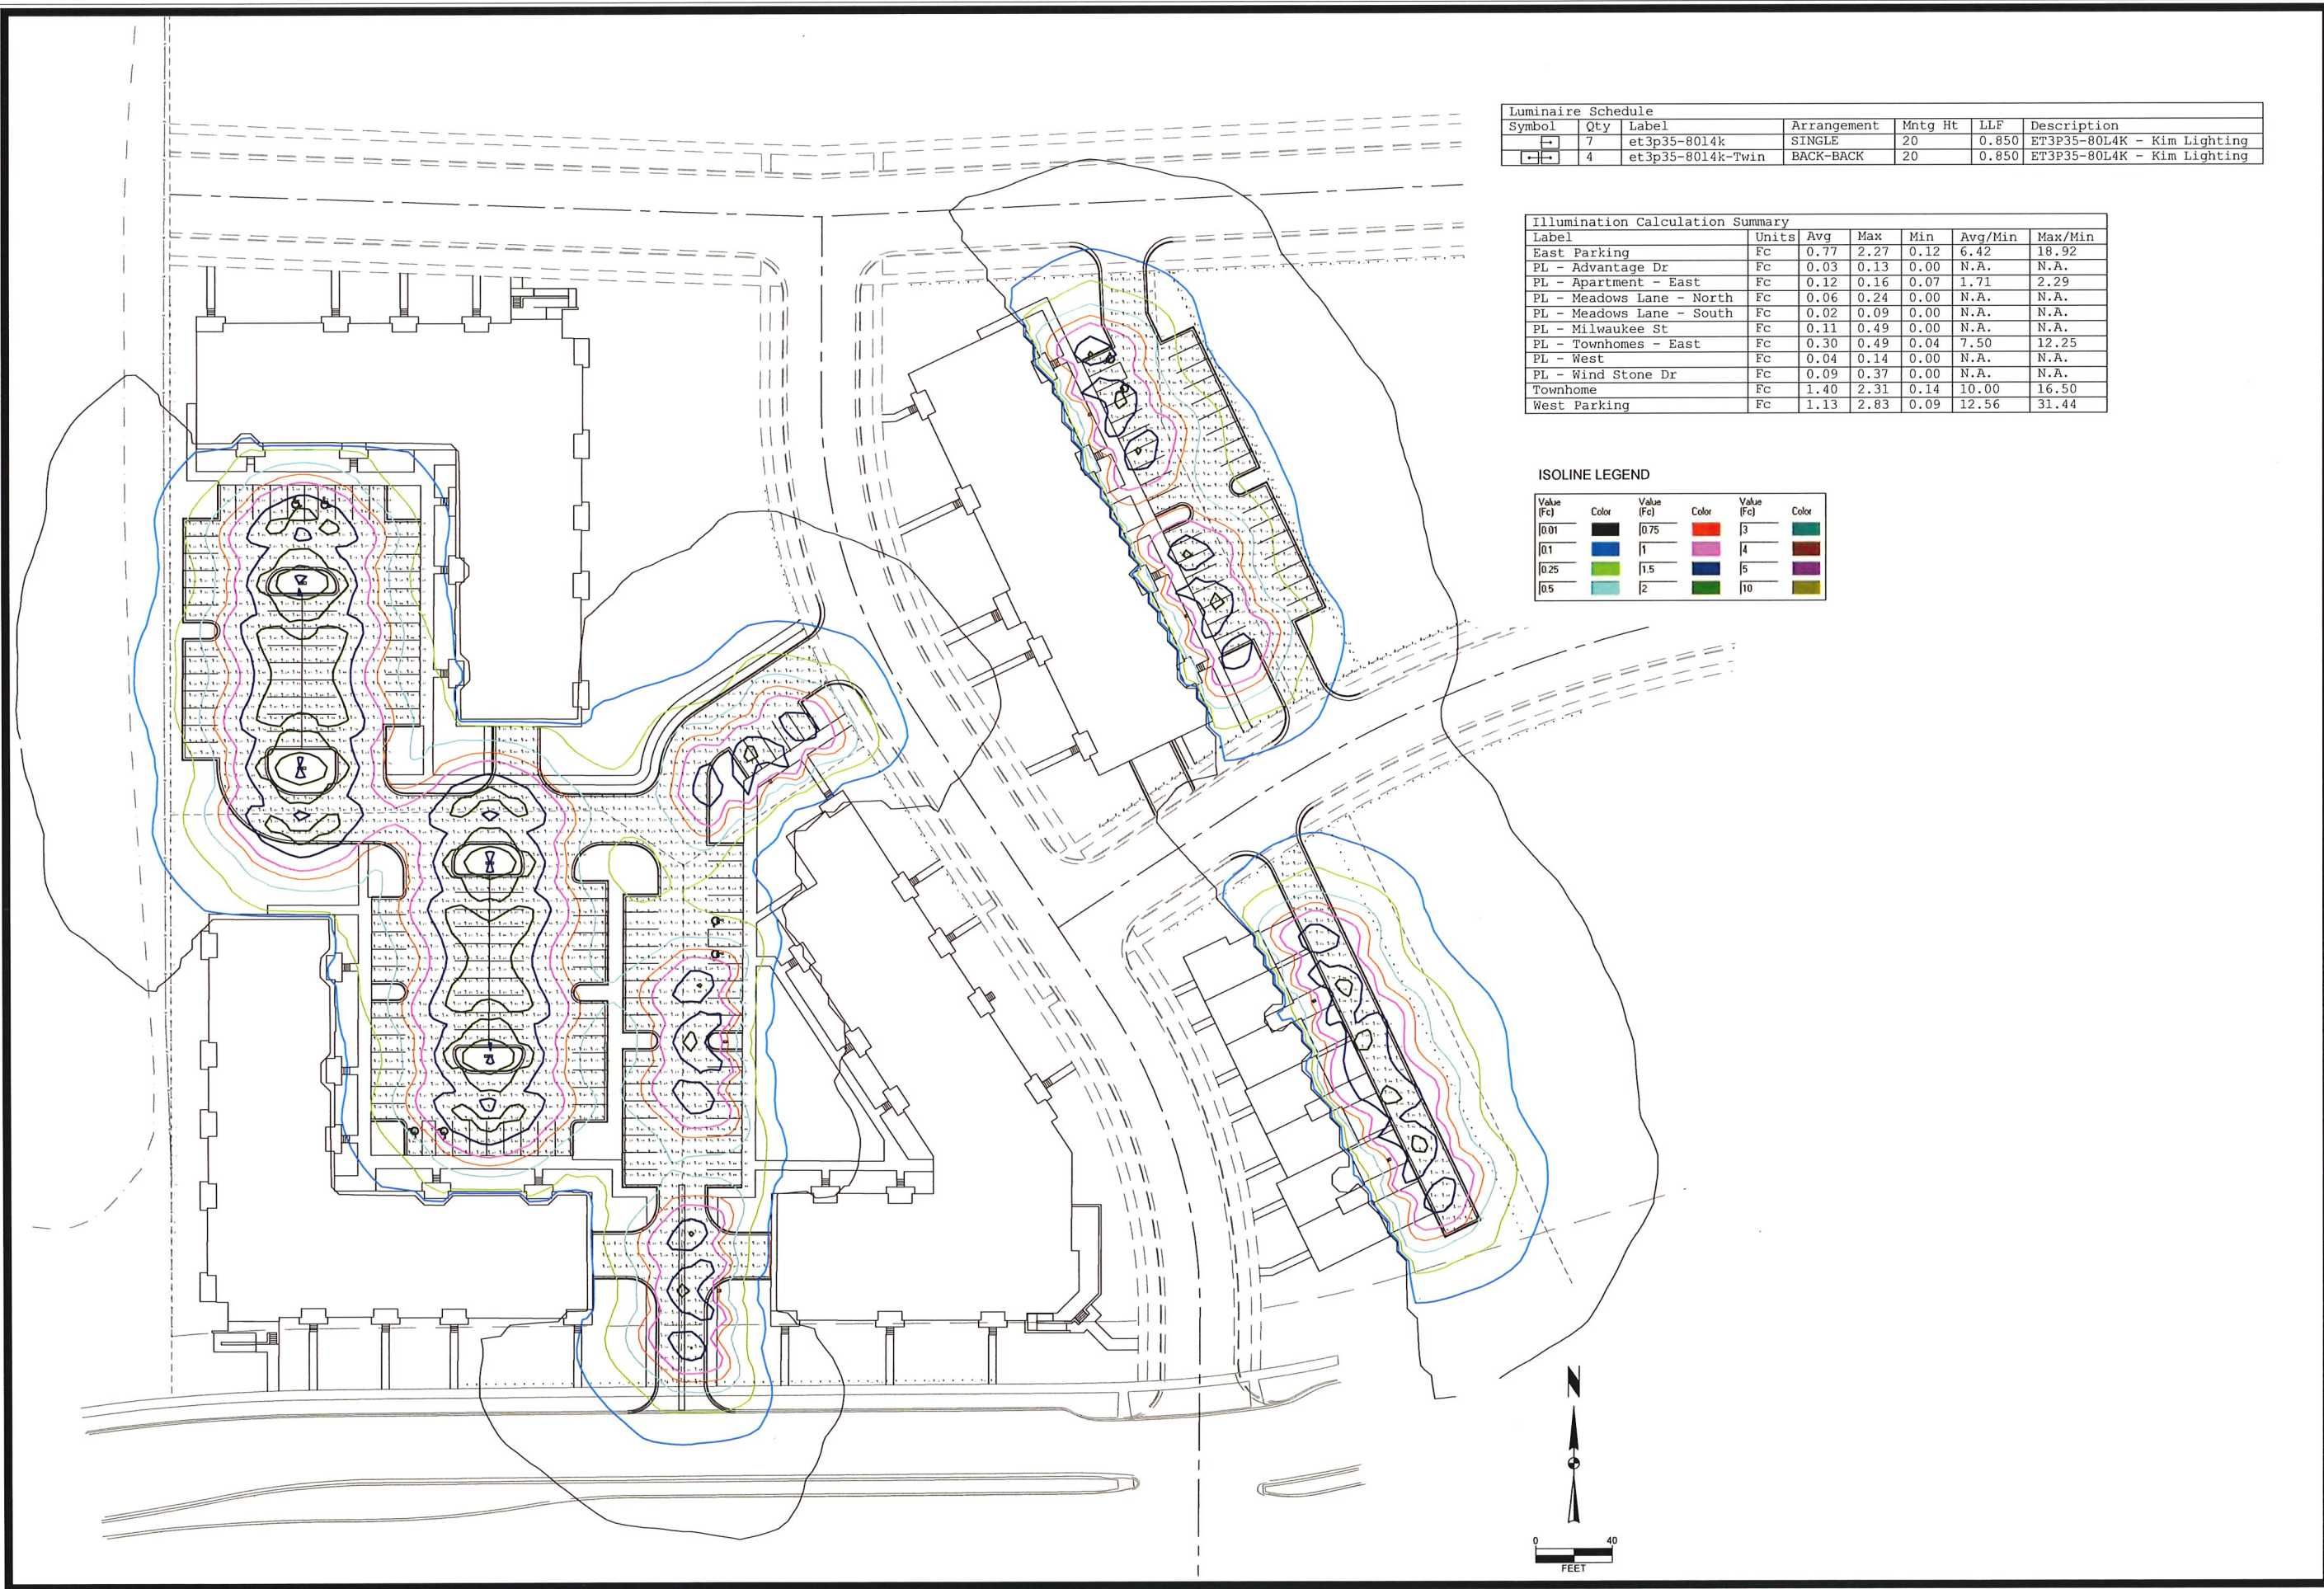 Luminaire Schedule
Symbol Qty Label Arrangement Mntg Ht LLF Description
7 et3p35-80l4k SINGLE 20 0.850 ET3P35-80L4K - Kim Lighting
4 et3p35-80l4k-Twin BACK-BACK 20 0.850 ET3P35-80L4K - Kim Lighting
Illumination Calculation Summary
Label Units Avg Max Min Avg/Min Max/Min
East Parking Fc 0.77 2.27 0.12 6.42 18.92
PL - Advantage Dr Fc 0.03 0.13 0.00 N.A. N.A.
PL - Apartment - East Fc 0.12 0.16 0.07 1.71 2.29
PL - Meadows Lane - North Fc 0.06 0.24 0.00 N.A. N.A.
PL - Meadows Lane - South Fc 0.02 0.09 0.00 N.A. N.A.
PL - Milwaukee St Fc 0.11 0.49 0.00 N.A. N.A.
PL - Townhomes - East Fc 0.30 0.49 0.04 7.50 12.25
PL - West Fc 0.04 0.14 0.00 N.A. N.A.
PL - Wind Stone Dr Fc 0.09 0.37 0.00 N.A. N.A.
Townhome Fc 1.40 2.31 0.14 10.00 16.50
West Parking Fc 1.13 2.83 0.09 12.56 31.44
ISOLINE LEGEND
Value (Fc) Color Value (Fc) Color Value (Fc) Color
0.01 0.75 3
0.1 1 4
0.25 1.5 5
0.5 2 10
N
0 40
FEET